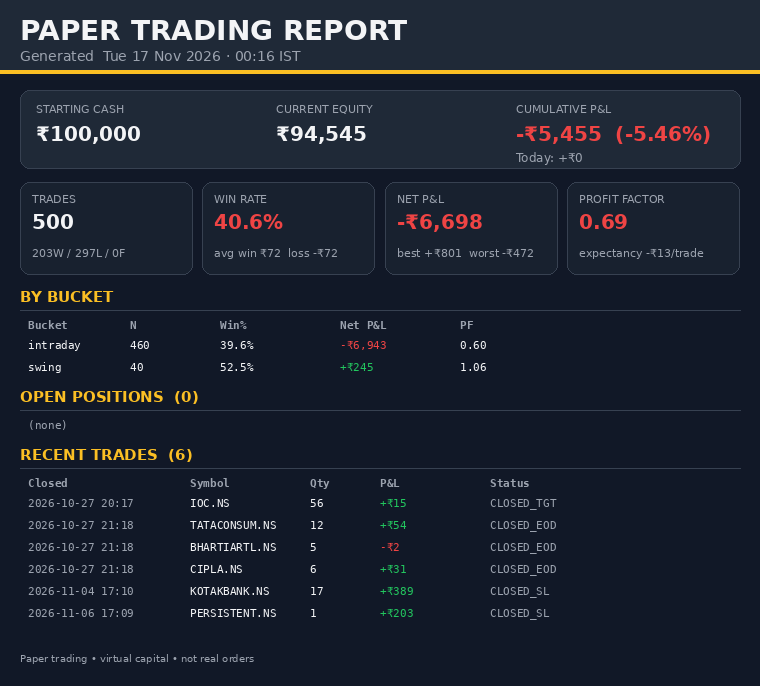 PAPER TRADING REPORT
Generated  Tue 17 Nov 2026 · 00:16 IST
STARTING CASH  CURRENT EQUITY  CUMULATIVE P&L
₹100,000  ₹94,545  -₹5,455  (-5.46%)
Today: +₹0
TRADES  WIN RATE  NET P&L  PROFIT FACTOR
500  40.6%  -₹6,698  0.69
203W / 297L / 0F  avg win ₹72  loss -₹72  best +₹801  worst -₹472  expectancy -₹13/trade
BY BUCKET
Bucket  N  Win%  Net P&L  PF
intraday  460  39.6%  -₹6,943  0.60
swing  40  52.5%  +₹245  1.06
OPEN POSITIONS  (0)
(none)
RECENT TRADES  (6)
Closed  Symbol  Qty  P&L  Status
2026-10-27 20:17  IOC.NS  56  +₹15  CLOSED_TGT
2026-10-27 21:18  TATACONSUM.NS  12  +₹54  CLOSED_EOD
2026-10-27 21:18  BHARTIARTL.NS  5  -₹2  CLOSED_EOD
2026-10-27 21:18  CIPLA.NS  6  +₹31  CLOSED_EOD
2026-11-04 17:10  KOTAKBANK.NS  17  +₹389  CLOSED_SL
2026-11-06 17:09  PERSISTENT.NS  1  +₹203  CLOSED_SL
Paper trading • virtual capital • not real orders